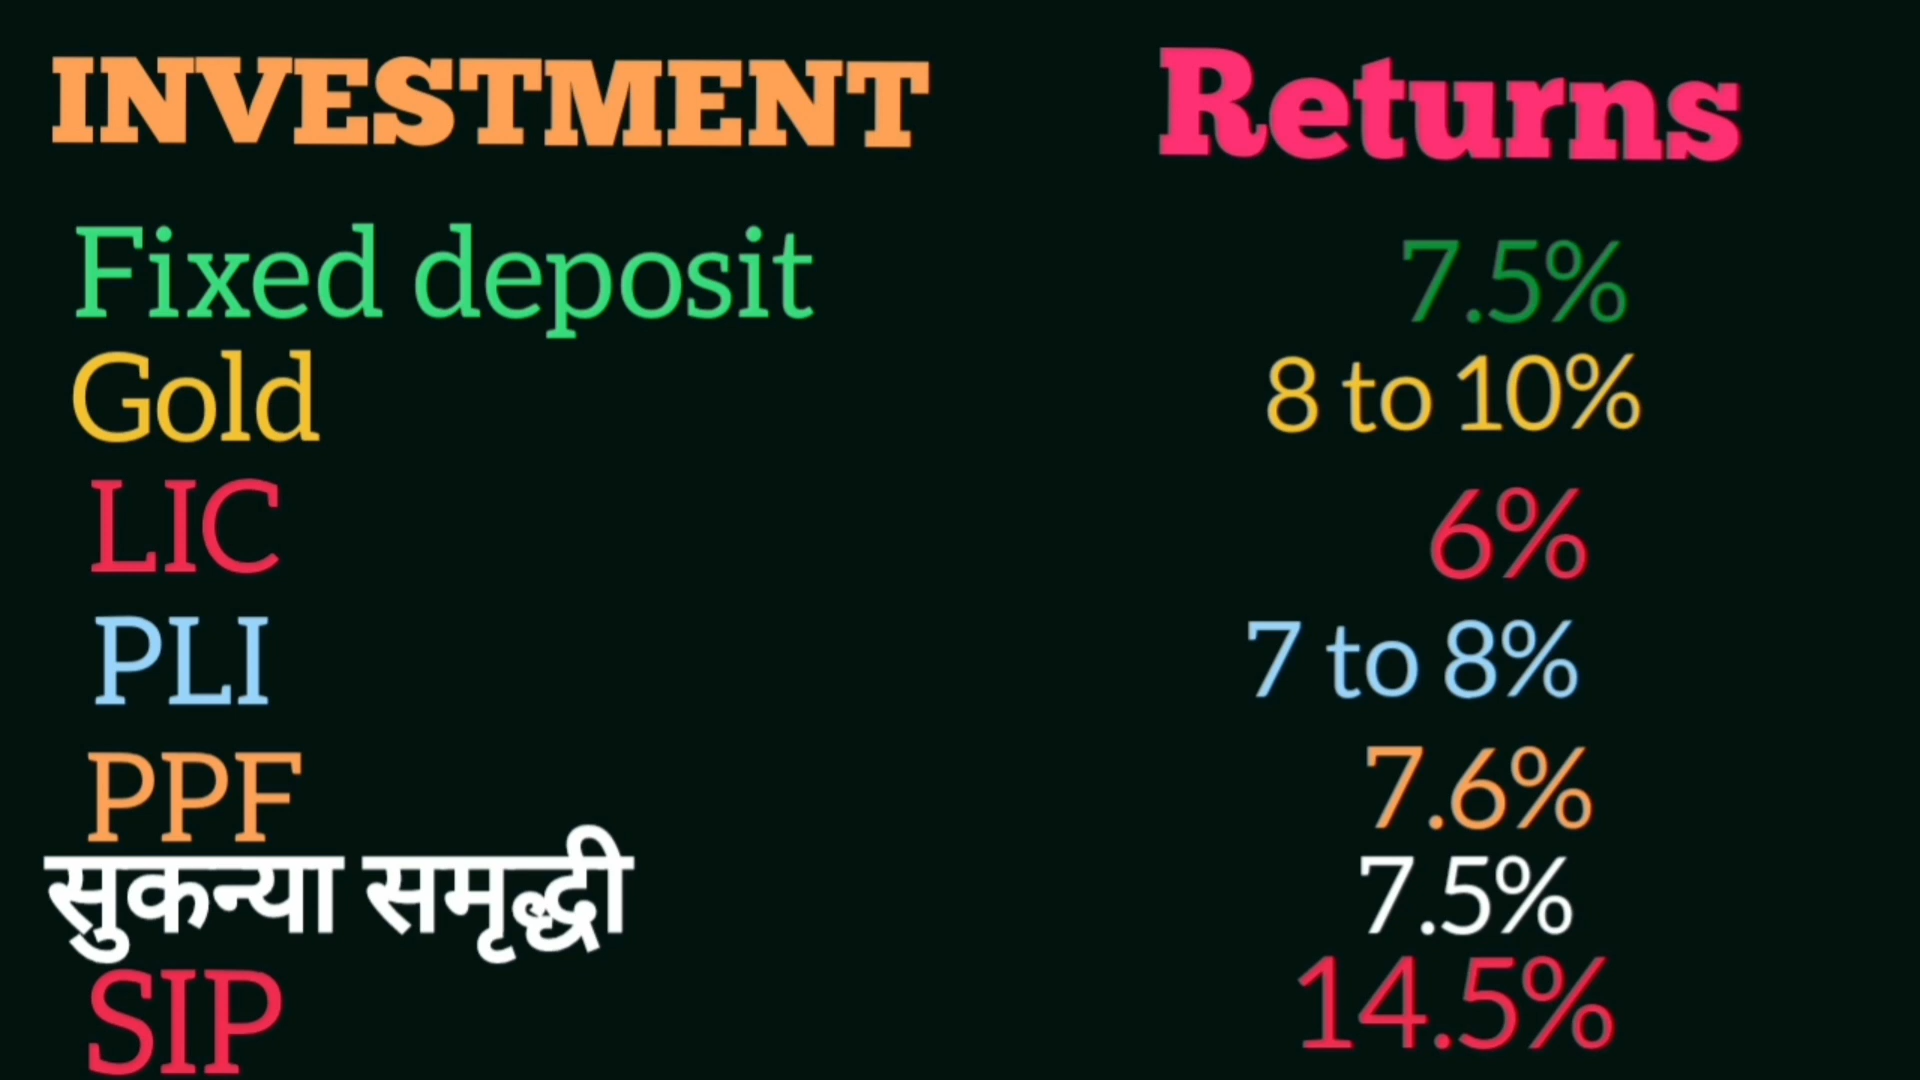 INVESTMENT Returns
Fixed deposit 7.5%
Gold 8 to 10%
LIC 6%
PLI 7 to 8%
PPF 7.6%
सुकन्या समृद्धी 7.5%
SIP 14.5%